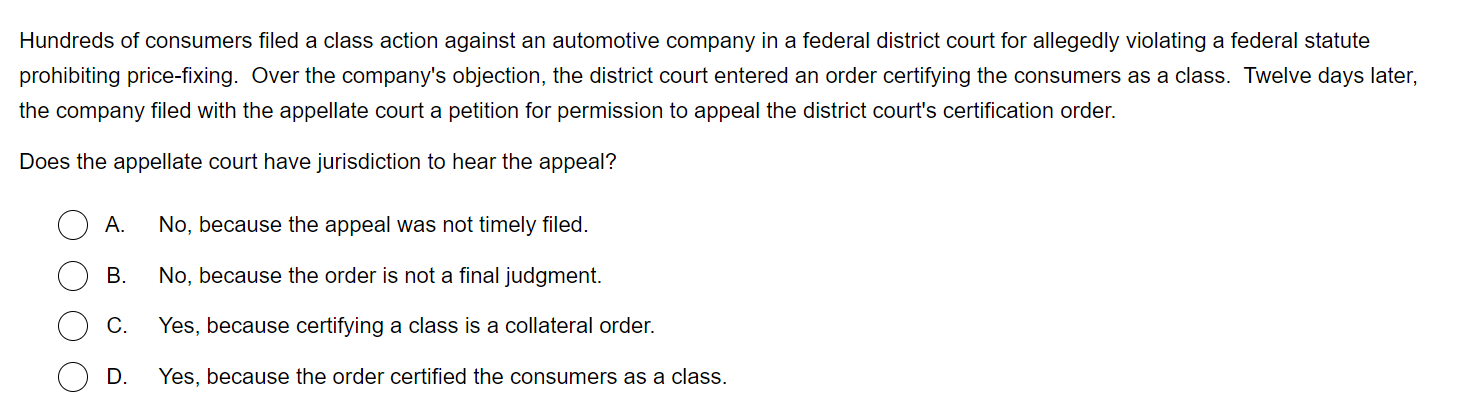 Hundreds of consumers filed a class action against an automotive company in a federal district court for allegedly violating a federal statute
prohibiting price-fixing.  Over the company's objection, the district court entered an order certifying the consumers as a class.  Twelve days later,
the company filed with the appellate court a petition for permission to appeal the district court's certification order.
Does the appellate court have jurisdiction to hear the appeal?
A. No, because the appeal was not timely filed.
B. No, because the order is not a final judgment.
C. Yes, because certifying a class is a collateral order.
D. Yes, because the order certified the consumers as a class.